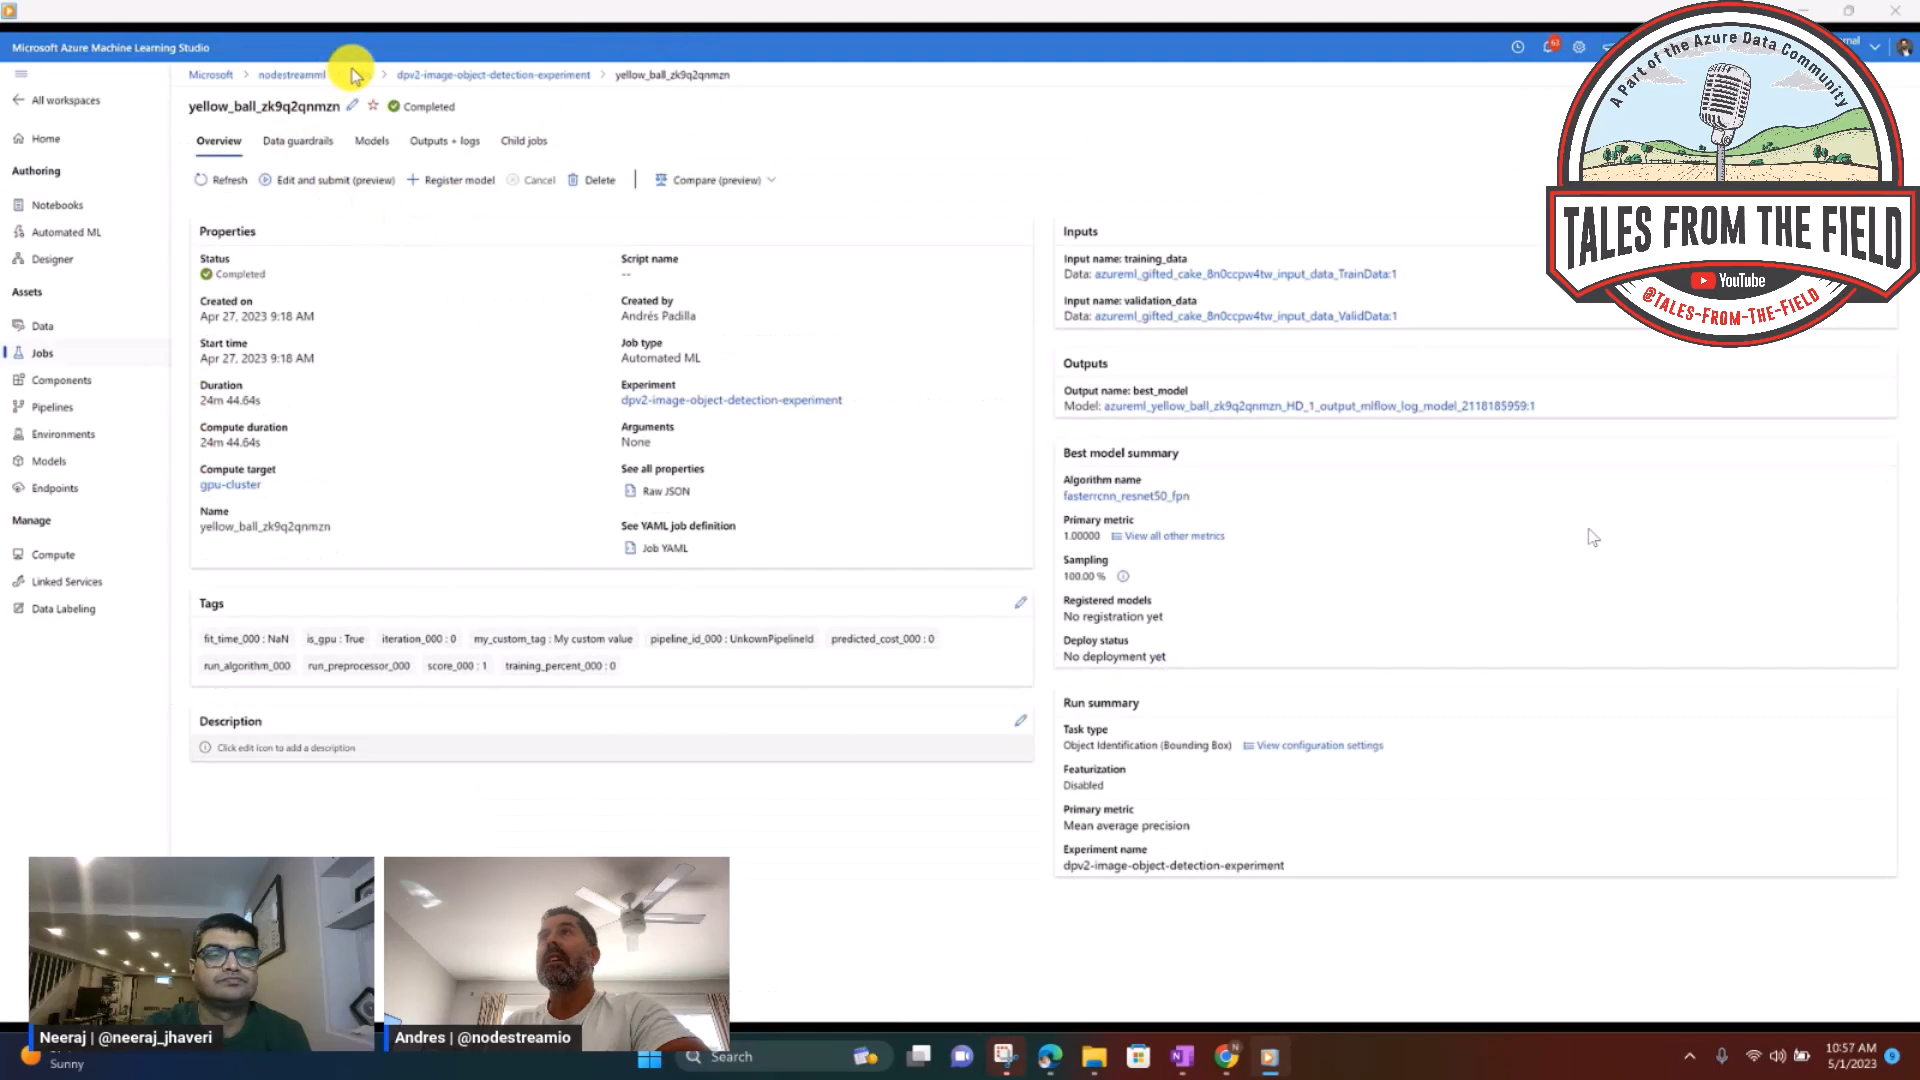 Microsoft Azure Machine Learning Studio
63
Microsoft > nodestreamml > > dpv2-image-object-detection-experiment > yellow_ball_zk9q2qnmzn
All workspaces
yellow_ball_zk9q2qnmzn Completed
Home
Overview Data guardrails Models Outputs + logs Child jobs
Authoring
Refresh Edit and submit (preview) Register model Cancel Delete Compare (preview)
Notebooks
Automated ML
Designer
Assets
Data
Jobs
Components
Pipelines
Environments
Models
Endpoints
Manage
Compute
Linked Services
Data Labeling
Properties
Status
Completed
Created on
Apr 27, 2023 9:18 AM
Start time
Apr 27, 2023 9:18 AM
Duration
24m 44.64s
Compute duration
24m 44.64s
Compute target
gpu-cluster
Name
yellow_ball_zk9q2qnmzn
Script name
--
Created by
Andrés Padilla
Job type
Automated ML
Experiment
dpv2-image-object-detection-experiment
Arguments
None
See all properties
Raw JSON
See YAML job definition
Job YAML
Tags
fit_time_000 : NaN is_gpu : True iteration_000 : 0 my_custom_tag : My custom value pipeline_id_000 : UnkownPipelineId predicted_cost_000 : 0
run_algorithm_000 run_preprocessor_000 score_000 : 1 training_percent_000 : 0
Description
Click edit icon to add a description
Inputs
Input name: training_data
Data: azureml_gifted_cake_8n0ccpw4tw_input_data_TrainData:1
Input name: validation_data
Data: azureml_gifted_cake_8n0ccpw4tw_input_data_ValidData:1
Outputs
Output name: best_model
Model: azureml_yellow_ball_zk9q2qnmzn_HD_1_output_mlflow_log_model_2118185959:1
Best model summary
Algorithm name
fasterrcnn_resnet50_fpn
Primary metric
1.00000 View all other metrics
Sampling
100.00 %
Registered models
No registration yet
Deploy status
No deployment yet
Run summary
Task type
Object Identification (Bounding Box) View configuration settings
Featurization
Disabled
Primary metric
Mean average precision
Experiment name
dpv2-image-object-detection-experiment
A Part of the Azure Data Community
TALES FROM THE FIELD
YouTube
@TALES-FROM-THE-FIELD
Neeraj | @neeraj_jhaveri
Andres | @nodestreamio
Sunny
Search
10:57 AM
5/1/2023